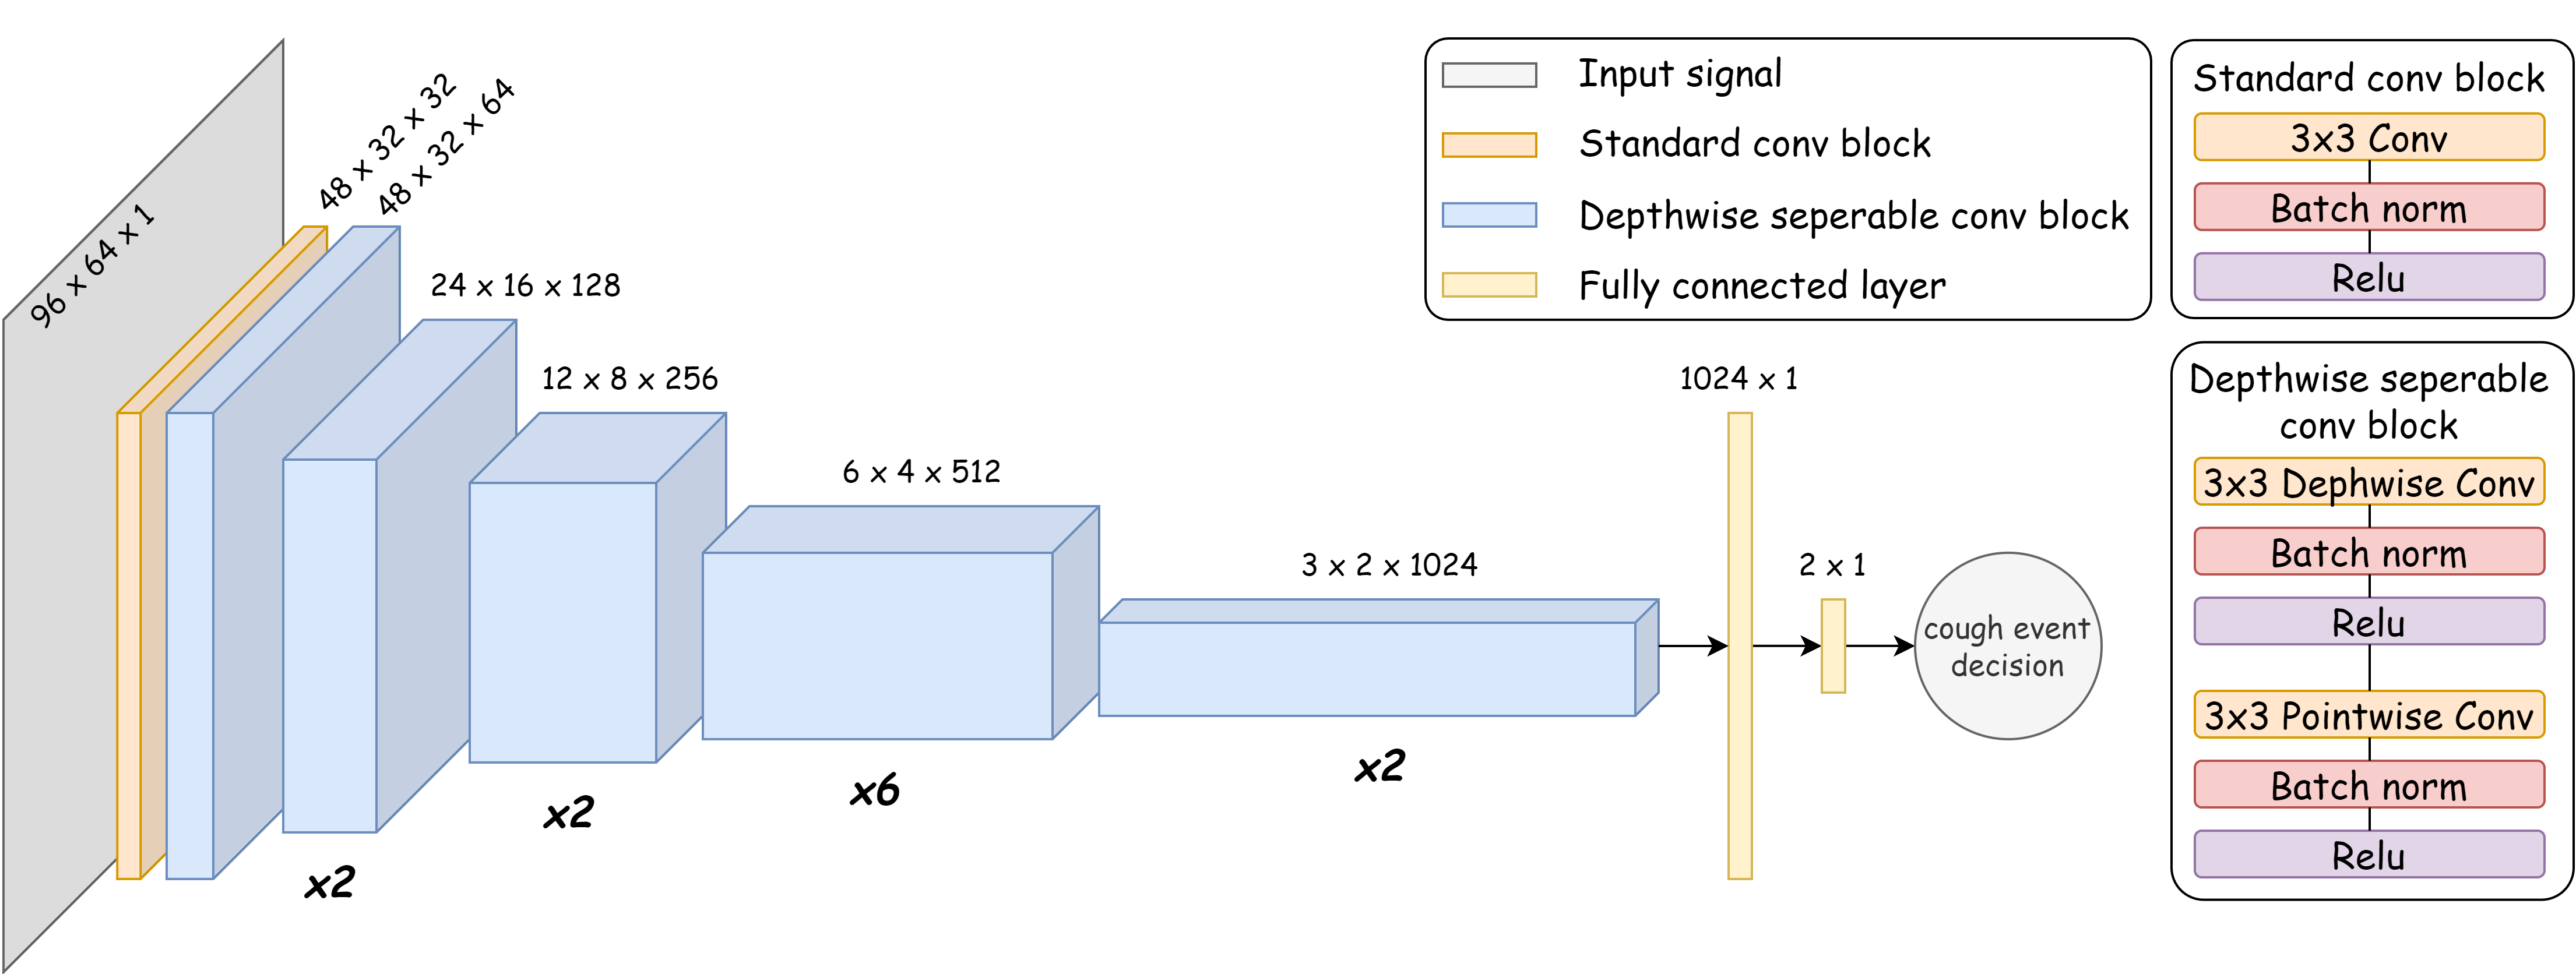 96 x 64 x 1
48 x 32 x 32
48 x 32 x 64
24 x 16 x 128
12 x 8 x 256
6 x 4 x 512
3 x 2 x 1024
1024 x 1
2 x 1
cough event
decision
x2
x2
x6
x2
Input signal
Standard conv block
Depthwise seperable conv block
Fully connected layer
Standard conv block
3x3 Conv
Batch norm
Relu
Depthwise seperable
conv block
3x3 Dephwise Conv
Batch norm
Relu
3x3 Pointwise Conv
Batch norm
Relu